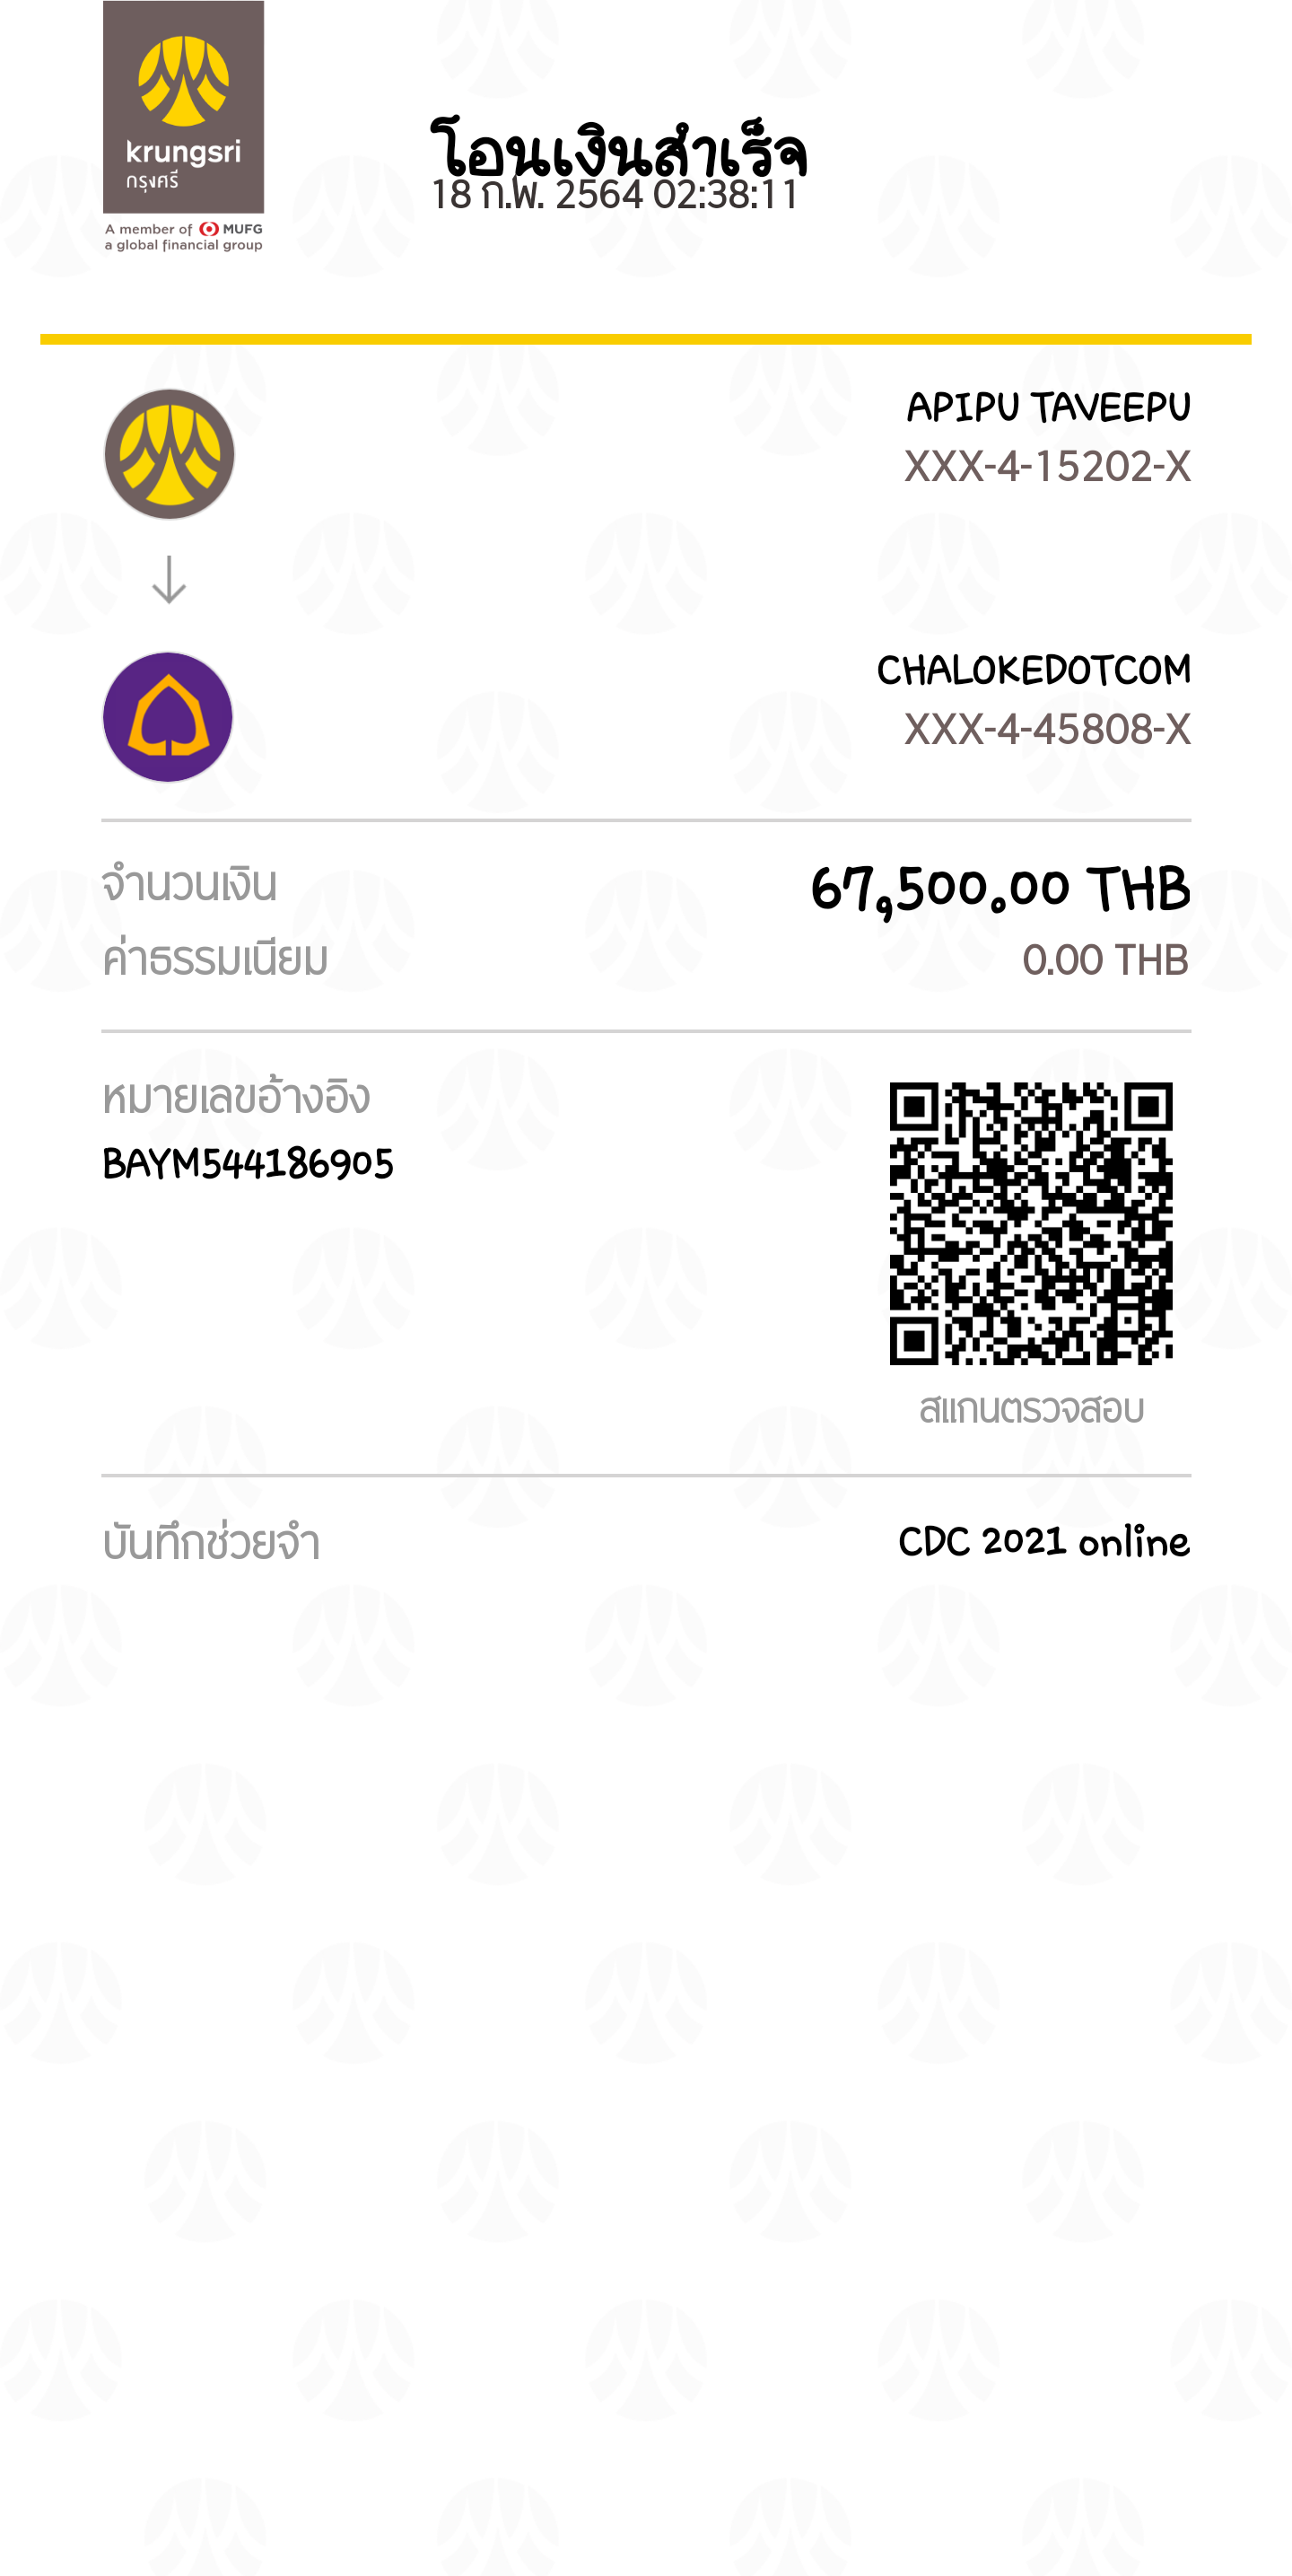 krungsri
กรุงศรี
A member of MUFG
a global financial group
โอนเงินสำเร็จ
18 ก.พ. 2564 02:38:11
APIPU TAVEEPU
XXX-4-15202-X
CHALOKEDOTCOM
XXX-4-45808-X
จำนวนเงิน 67,500.00 THB
ค่าธรรมเนียม 0.00 THB
หมายเลขอ้างอิง
BAYM544186905
สแกนตรวจสอบ
บันทึกช่วยจำ CDC 2021 online